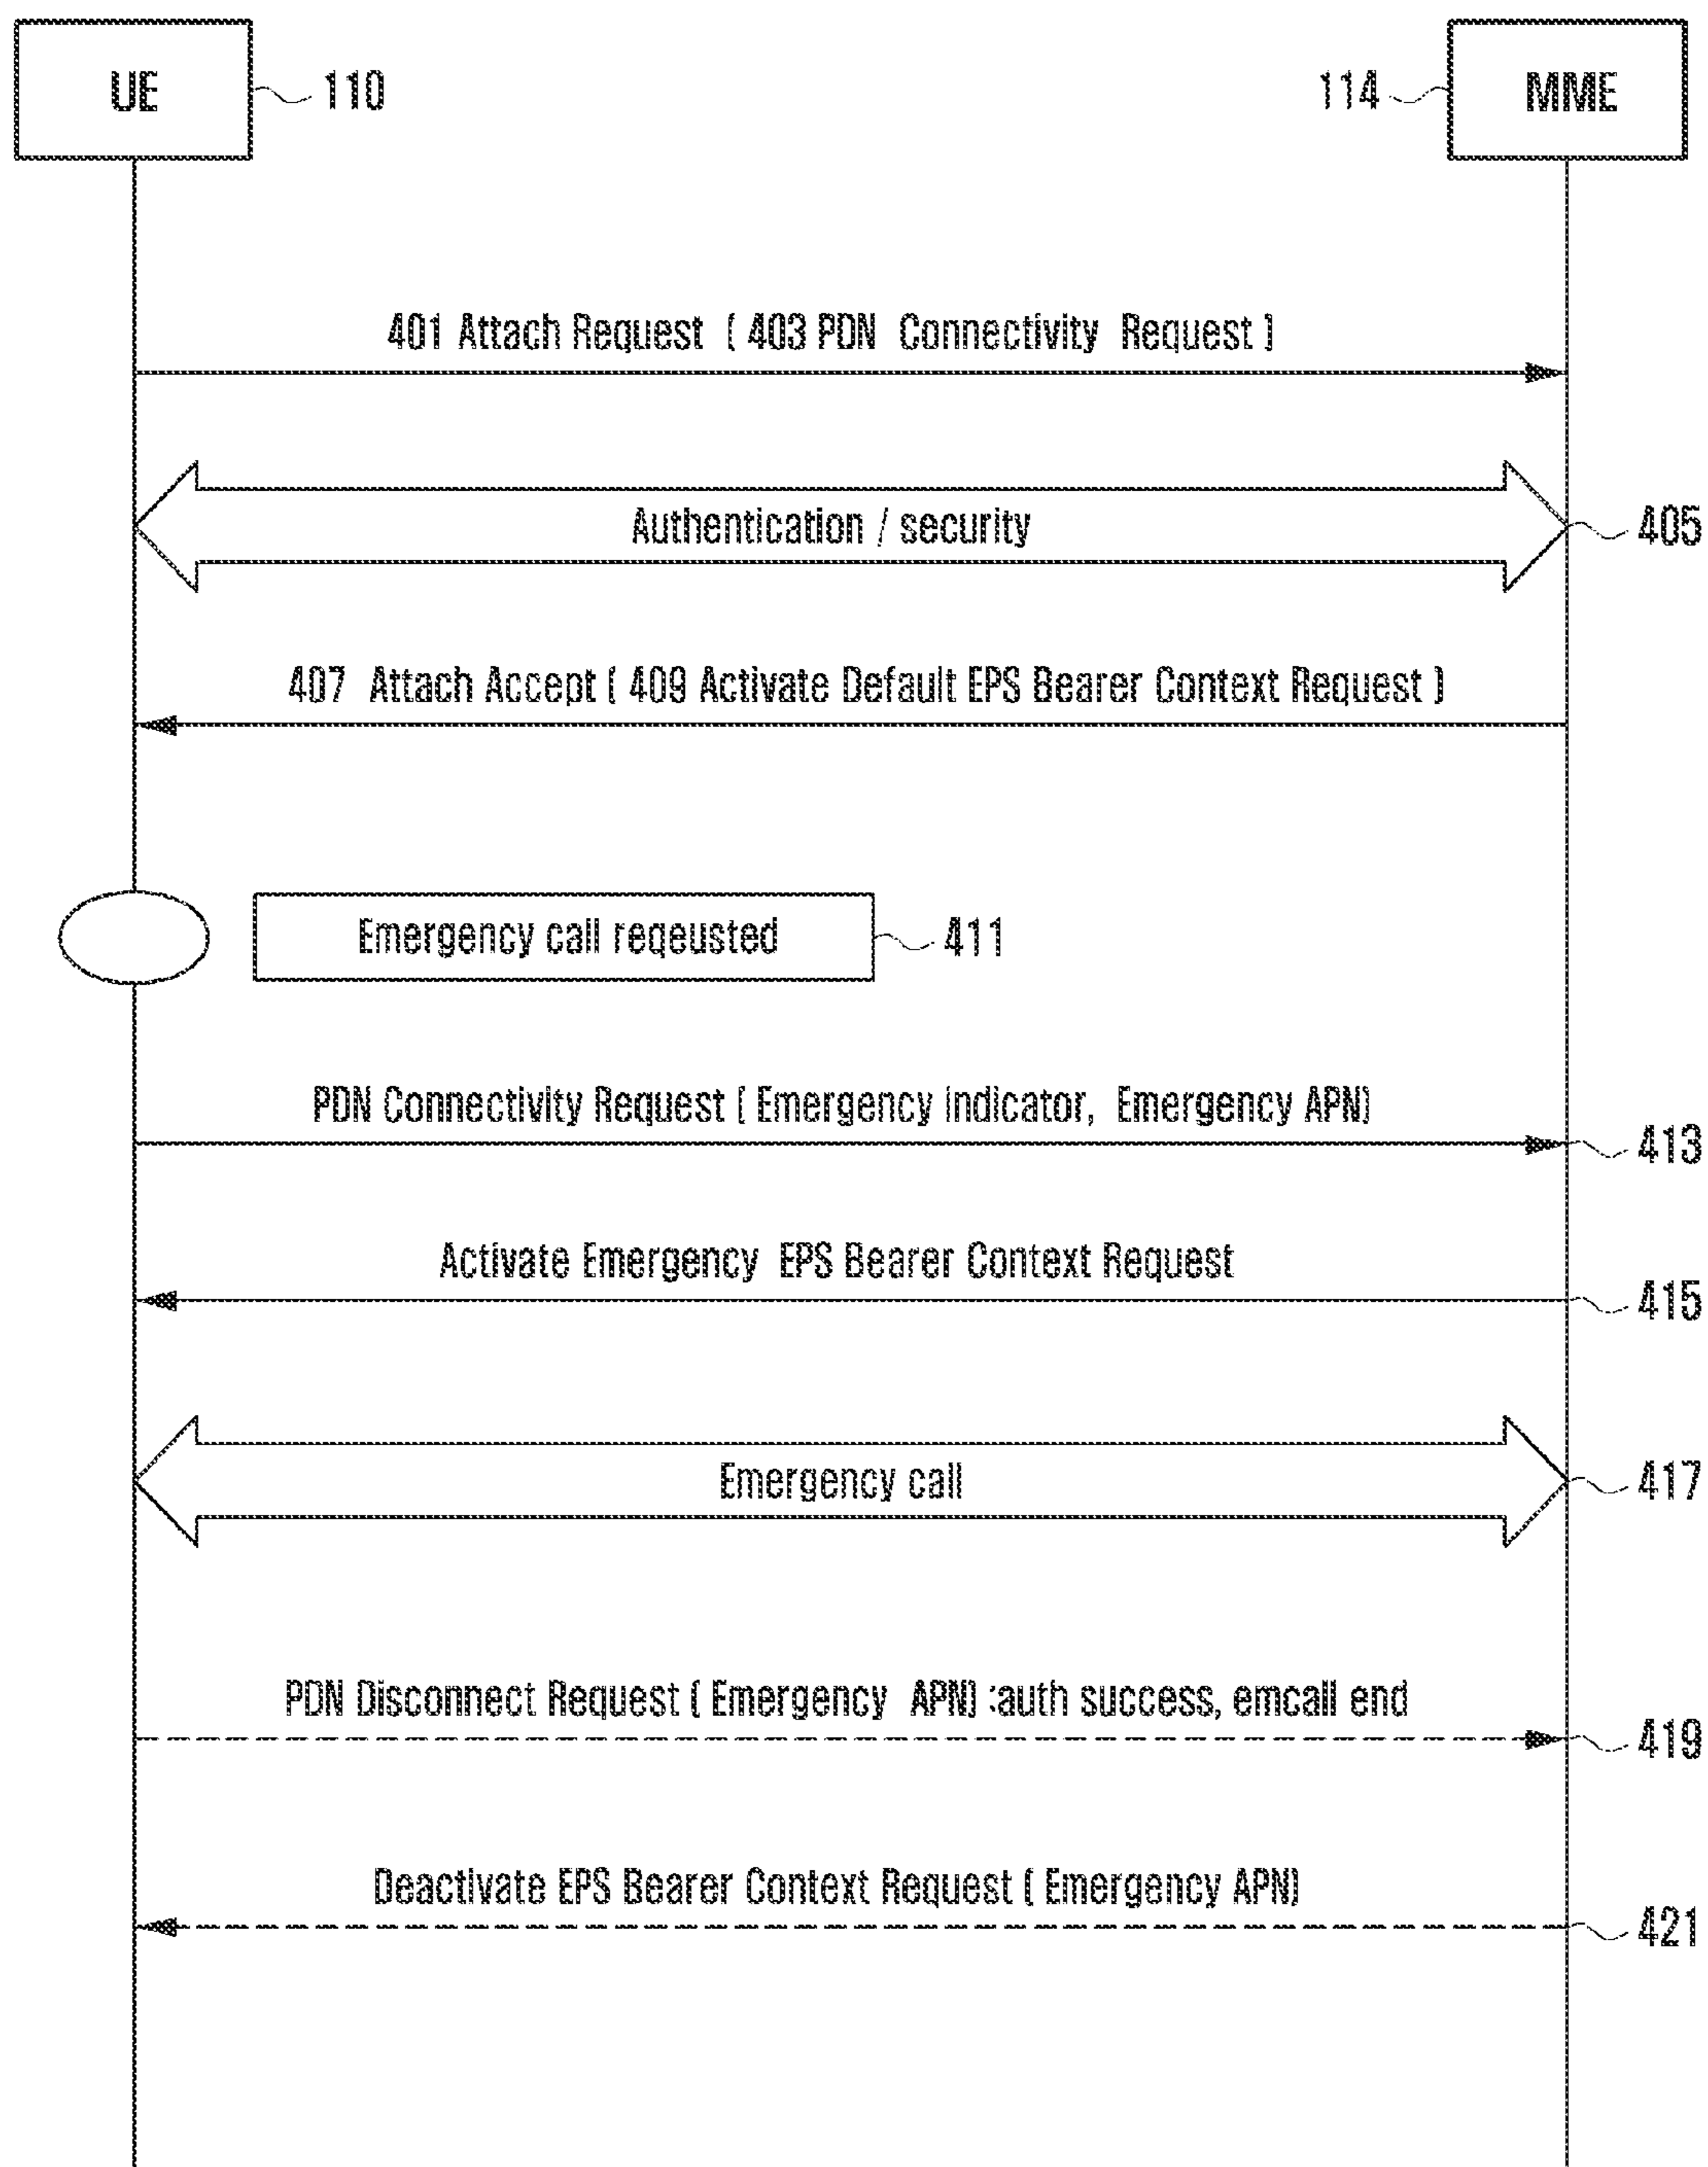 UE
110
114
MME
401 Attach Request ( 403 PDN Connectivity Request )
Authentication / security
405
407 Attach Accept ( 409 Activate Default EPS Bearer Context Request )
Emergency call reqeusted
411
PDN Connectivity Request ( Emergency indicator, Emergency APN)
413
Activate Emergency EPS Bearer Context Request
415
Emergency call
417
PDN Disconnect Request ( Emergency APN) :auth success, emcall end
419
Deactivate EPS Bearer Context Request ( Emergency APN)
421